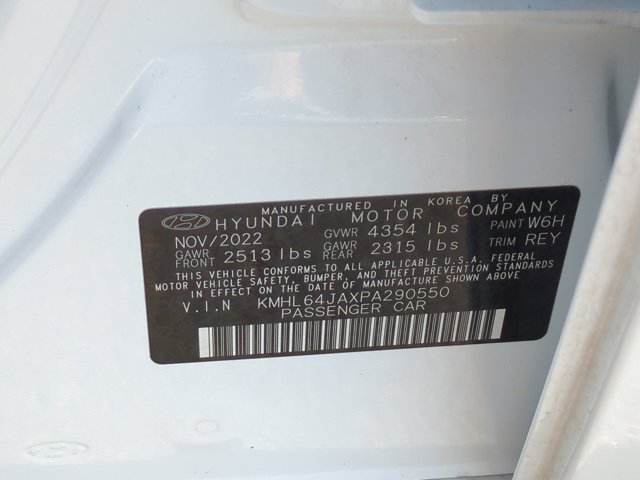 MANUFACTURED IN KOREA BY
HYUNDAI MOTOR COMPANY
NOV/2022 GVWR 4354 lbs PAINT W6H
GAWR FRONT 2513 lbs GAWR REAR 2315 lbs TRIM REY
THIS VEHICLE CONFORMS TO ALL APPLICABLE U.S.A. FEDERAL
MOTOR VEHICLE SAFETY, BUMPER, AND THEFT PREVENTION STANDARDS
IN EFFECT ON THE DATE OF MANUFACTURE SHOWN ABOVE.
V.I.N KMHL64JAXPA290550
PASSENGER CAR